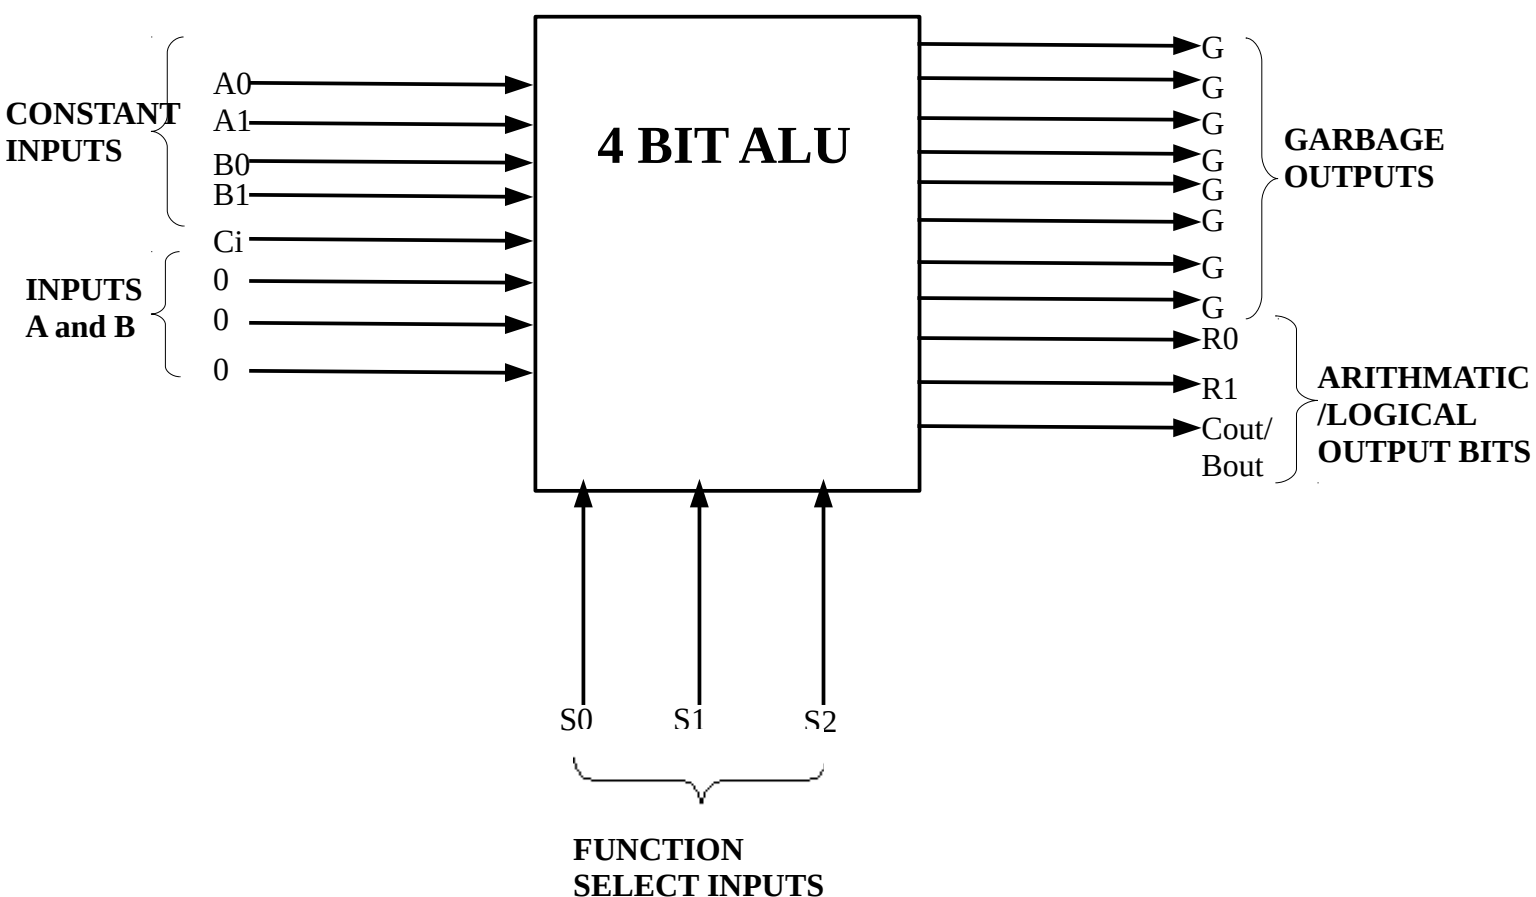 CONSTANT
INPUTS
A0
A1
B0
B1
Ci
INPUTS
A and B
0
0
0
4 BIT ALU
G
G
G
G
G
G
G
G
GARBAGE
OUTPUTS
R0
R1
Cout/
Bout
ARITHMATIC
/LOGICAL
OUTPUT BITS
S0
S1
S2
FUNCTION
SELECT INPUTS